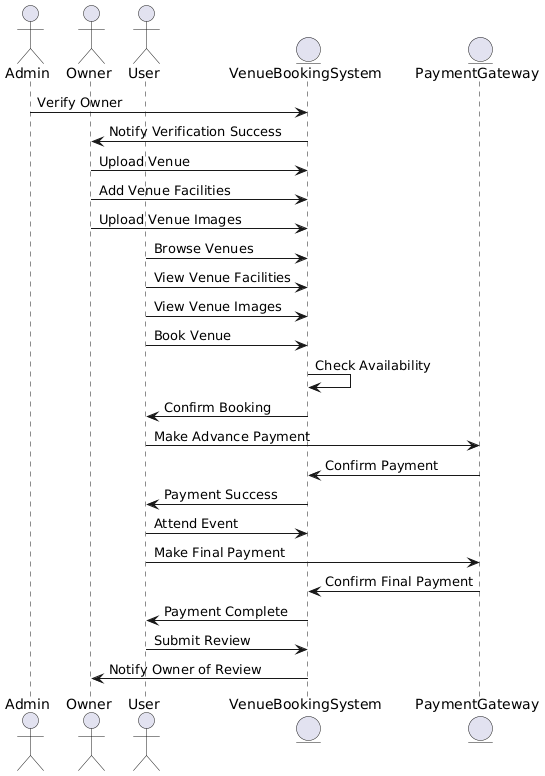 Admin Owner User VenueBookingSystem PaymentGateway
Verify Owner
Notify Verification Success
Upload Venue
Add Venue Facilities
Upload Venue Images
Browse Venues
View Venue Facilities
View Venue Images
Book Venue
Check Availability
Confirm Booking
Make Advance Payment
Confirm Payment
Payment Success
Attend Event
Make Final Payment
Confirm Final Payment
Payment Complete
Submit Review
Notify Owner of Review
Admin Owner User VenueBookingSystem PaymentGateway